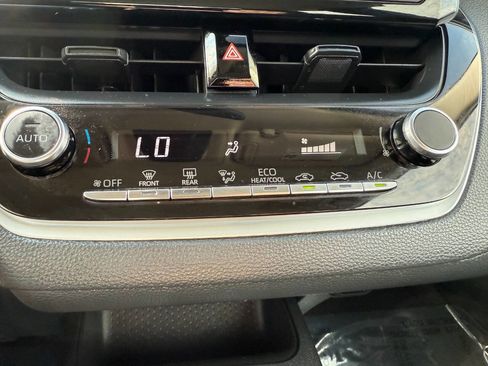 AUTO
LO
OFF
FRONT
REAR
ECO
HEAT/COOL
A/C